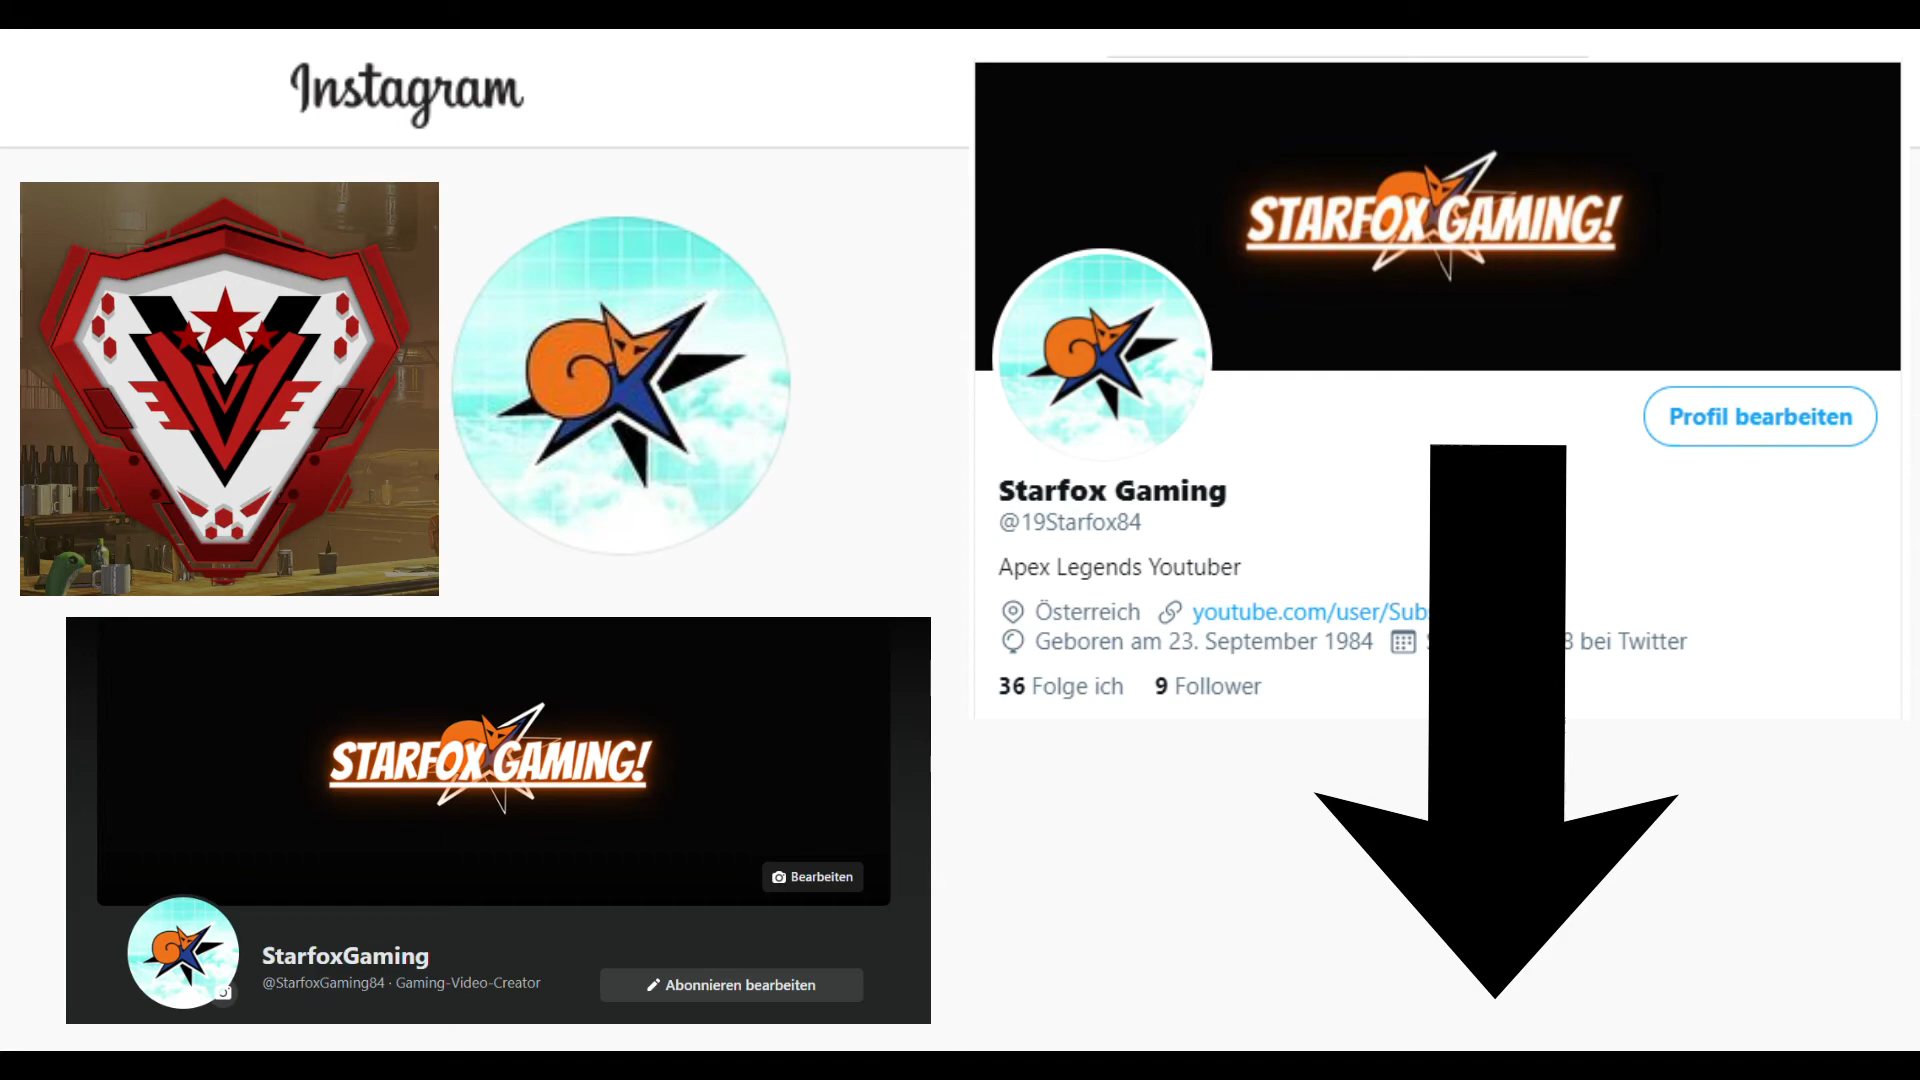 Instagram
STARFOX GAMING!
Profil bearbeiten
Starfox Gaming
@19Starfox84
Apex Legends Youtuber
Österreich youtube.com/user/Sub
Geboren am 23. September 1984 bei Twitter
36 Folge ich 9 Follower
STARFOX GAMING!
Bearbeiten
StarfoxGaming
@StarfoxGaming84 · Gaming-Video-Creator
Abonnieren bearbeiten